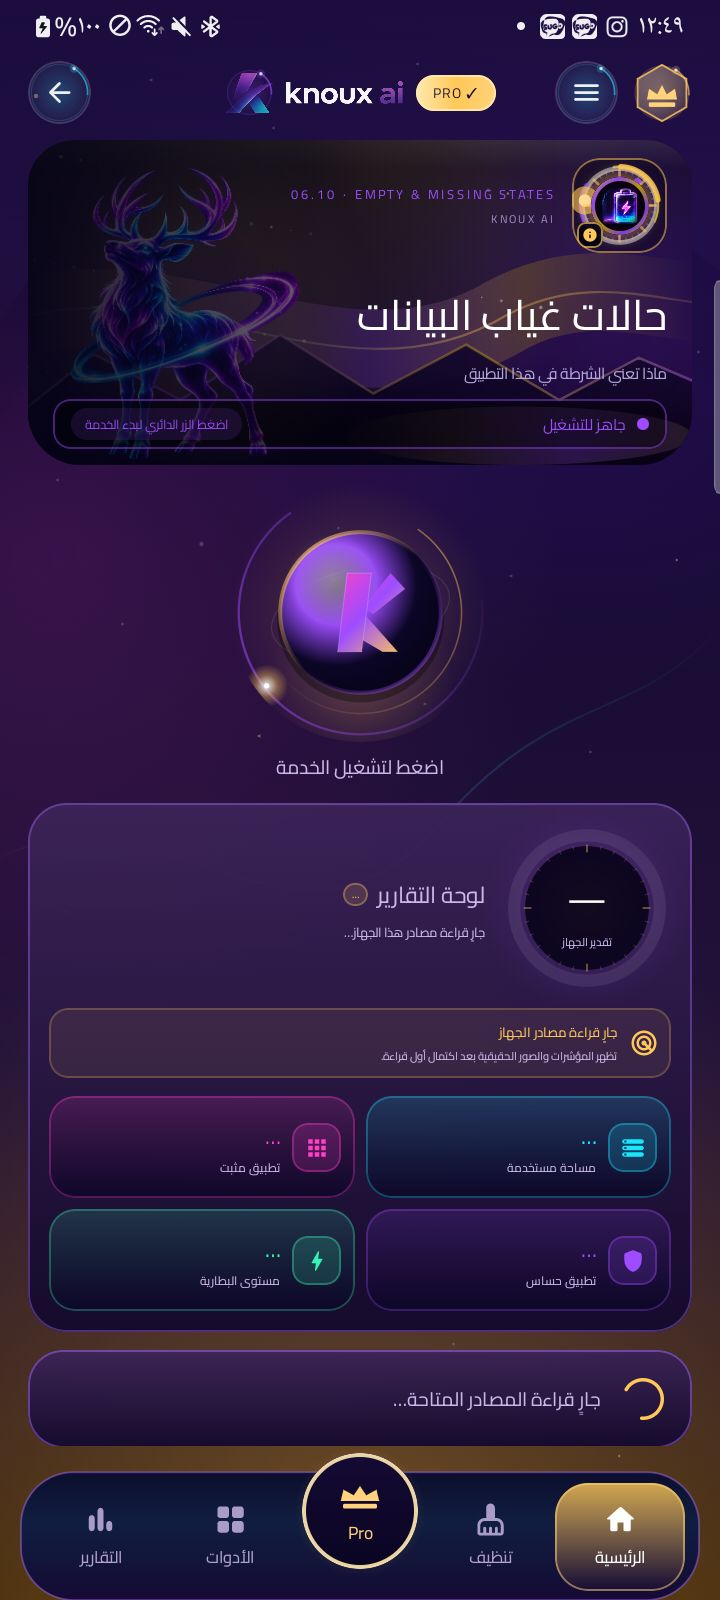 ١٢:٤٩
%١٠٠
knoux ai
PRO ✓
06.10 · EMPTY & MISSING STATES
KNOUX AI
حالات غياب البيانات
ماذا تعني الشرطة في هذا التطبيق
جاهز للتشغيل
اضغط الزر الدائري لبدء الخدمة
K
اضغط لتشغيل الخدمة
—
تقدير الجهاز
لوحة التقارير
...
جارٍ قراءة مصادر هذا الجهاز...
جارٍ قراءة مصادر الجهاز
تظهر المؤشرات والصور الحقيقية بعد اكتمال أول قراءة.
...
مساحة مستخدمة
...
تطبيق مثبت
...
تطبيق حساس
...
مستوى البطارية
جارٍ قراءة المصادر المتاحة...
الرئيسية
تنظيف
Pro
الأدوات
التقارير